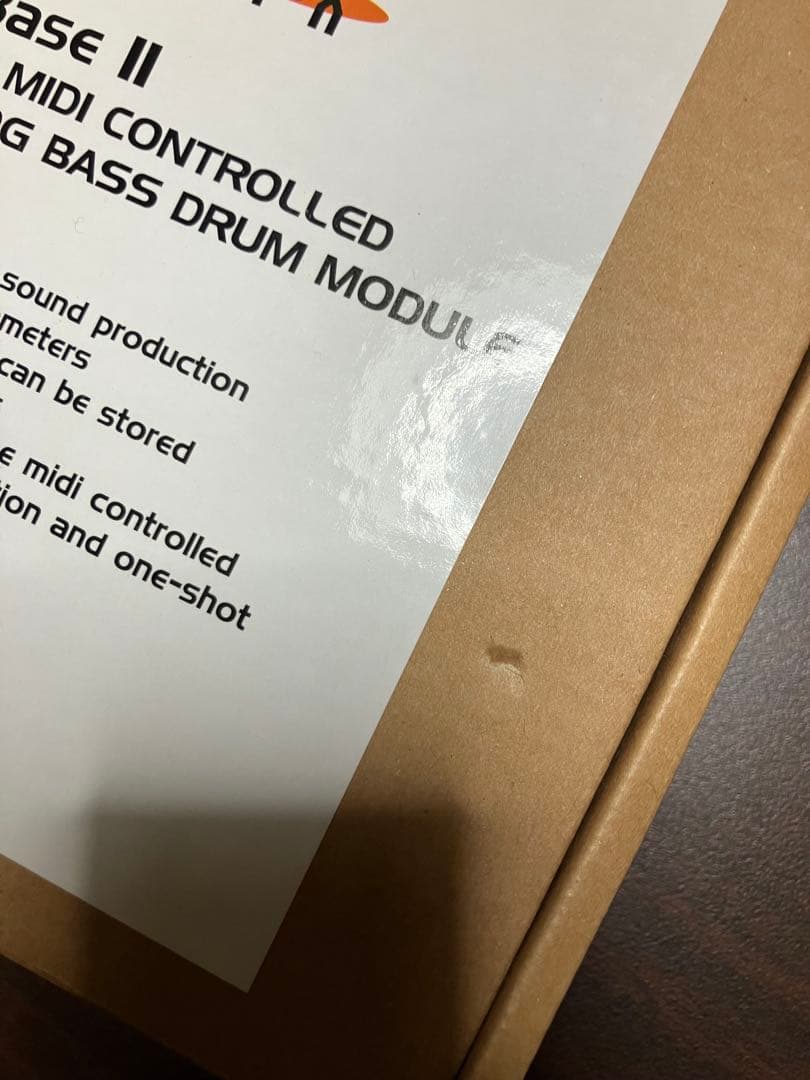 Base II
MIDI CONTROLLED
OG BASS DRUM MODULE
sound production
meters
can be stored
e midi controlled
ion and one-shot